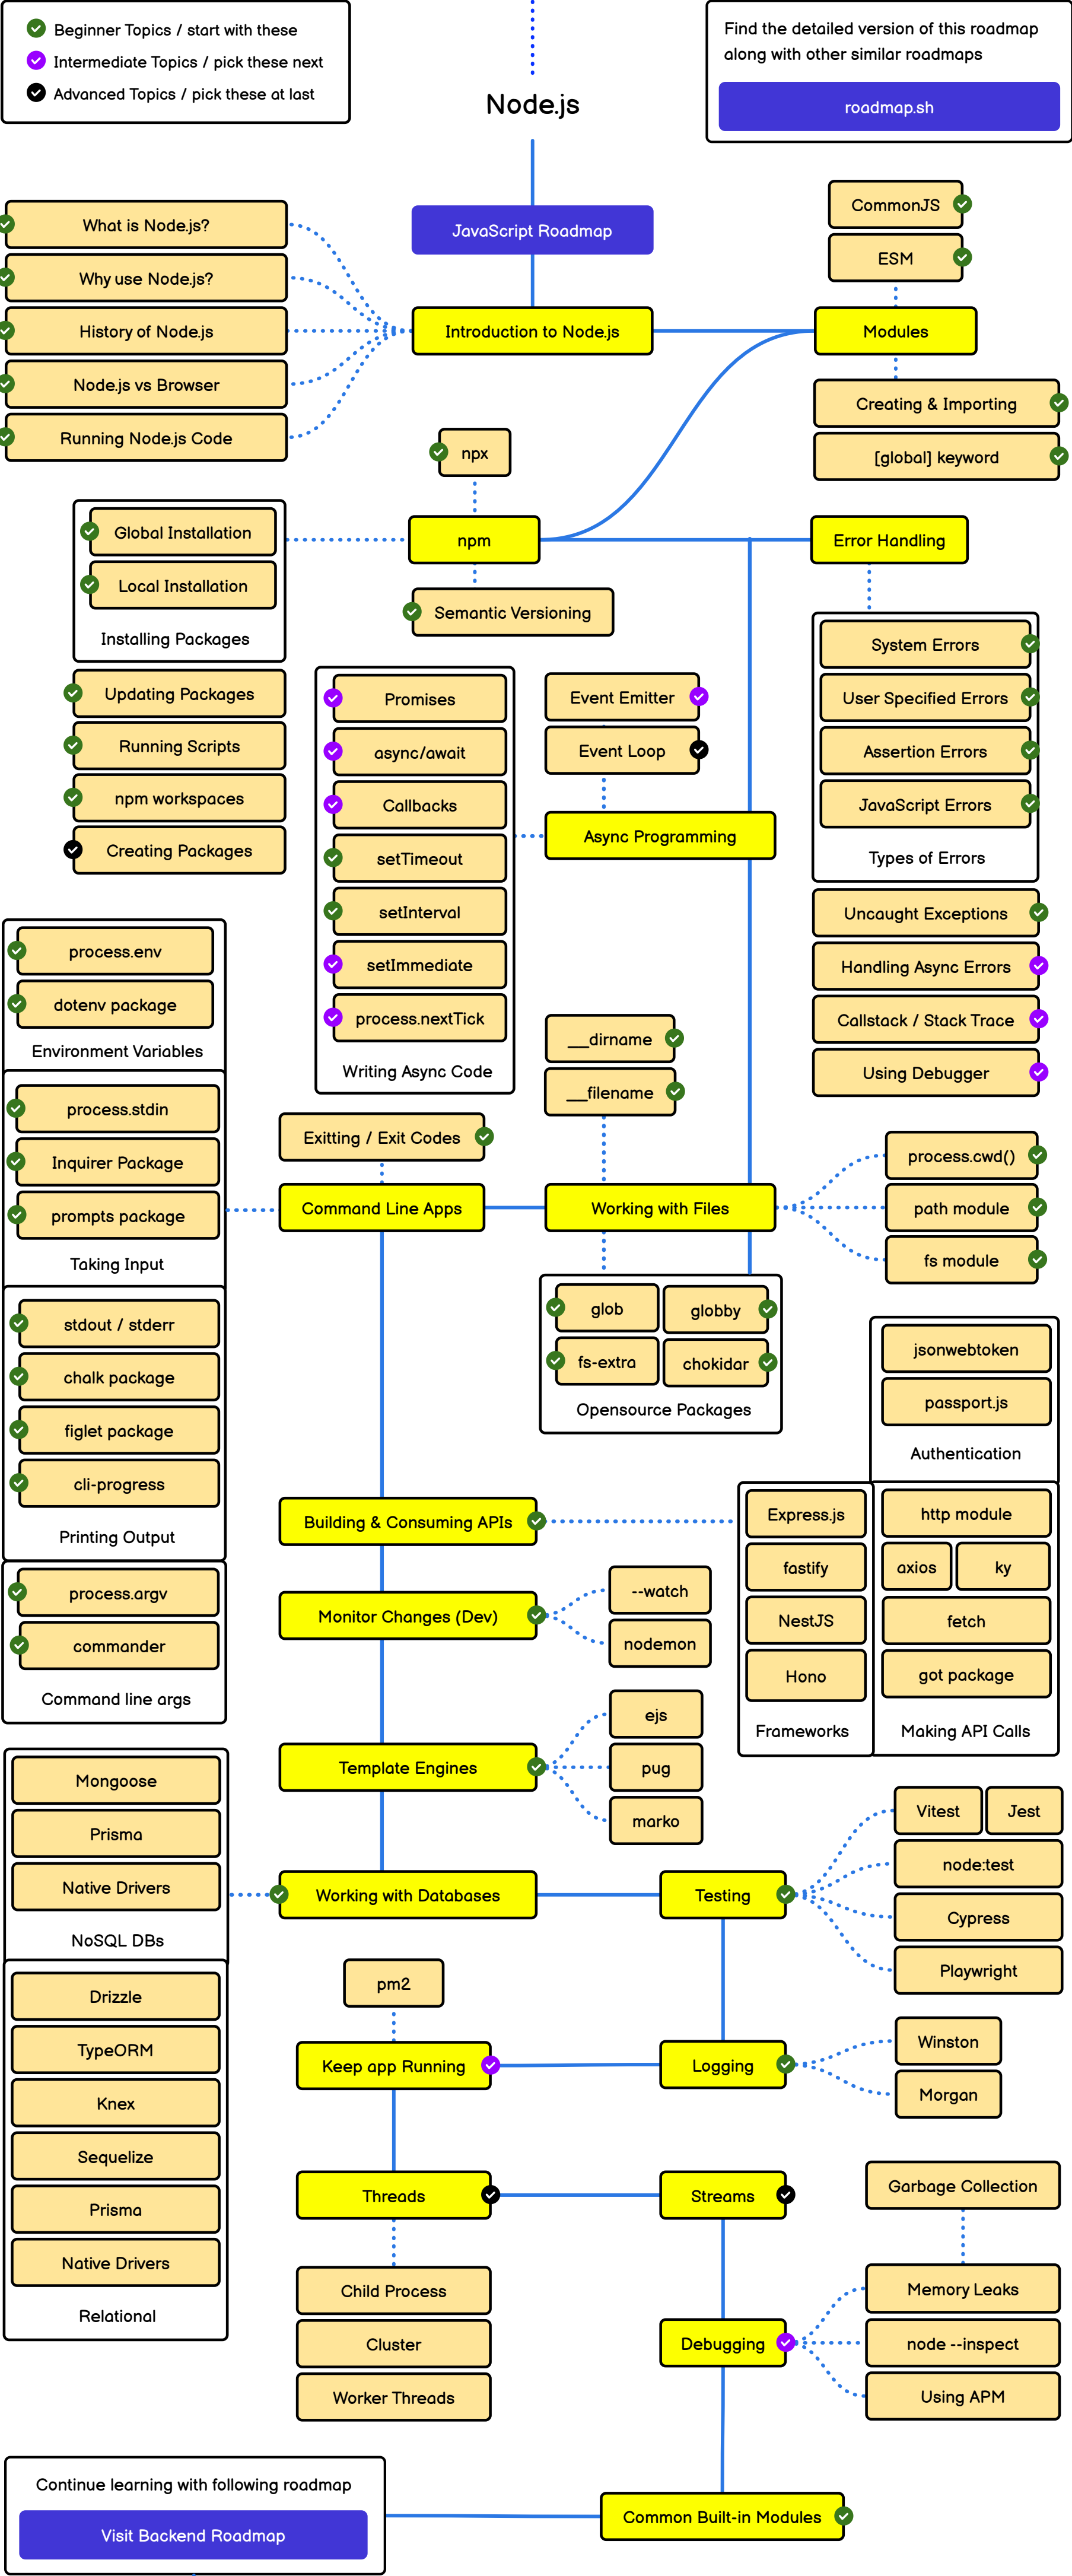 Beginner Topics / start with these
Intermediate Topics / pick these next
Advanced Topics / pick these at last
Node.js
Find the detailed version of this roadmap
along with other similar roadmaps
roadmap.sh
JavaScript Roadmap
What is Node.js?
Why use Node.js?
History of Node.js
Node.js vs Browser
Running Node.js Code
Introduction to Node.js
CommonJS
ESM
Modules
Creating & Importing
[global] keyword
npx
npm
Semantic Versioning
Global Installation
Local Installation
Installing Packages
Updating Packages
Running Scripts
npm workspaces
Creating Packages
Error Handling
System Errors
User Specified Errors
Assertion Errors
JavaScript Errors
Types of Errors
Uncaught Exceptions
Handling Async Errors
Callstack / Stack Trace
Using Debugger
Event Emitter
Event Loop
Async Programming
Promises
async/await
Callbacks
setTimeout
setInterval
setImmediate
process.nextTick
Writing Async Code
__dirname
__filename
Working with Files
process.cwd()
path module
fs module
glob
globby
fs-extra
chokidar
Opensource Packages
Exitting / Exit Codes
Command Line Apps
process.env
dotenv package
Environment Variables
process.stdin
Inquirer Package
prompts package
Taking Input
stdout / stderr
chalk package
figlet package
cli-progress
Printing Output
process.argv
commander
Command line args
Building & Consuming APIs
jsonwebtoken
passport.js
Authentication
Express.js
fastify
NestJS
Hono
Frameworks
http module
axios
ky
fetch
got package
Making API Calls
Monitor Changes (Dev)
--watch
nodemon
Template Engines
ejs
pug
marko
Working with Databases
Mongoose
Prisma
Native Drivers
NoSQL DBs
Drizzle
TypeORM
Knex
Sequelize
Prisma
Native Drivers
Relational
Testing
Vitest
Jest
node:test
Cypress
Playwright
Logging
Winston
Morgan
pm2
Keep app Running
Threads
Child Process
Cluster
Worker Threads
Streams
Debugging
Garbage Collection
Memory Leaks
node --inspect
Using APM
Common Built-in Modules
Continue learning with following roadmap
Visit Backend Roadmap